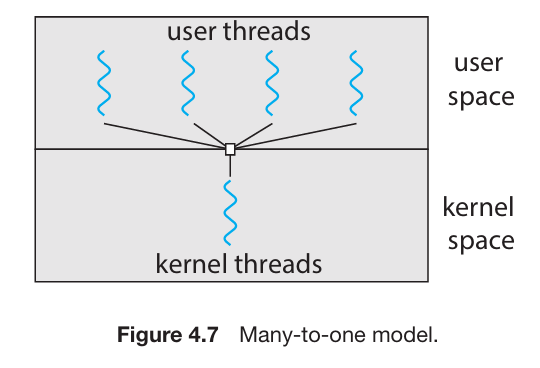 user threads
user
space
kernel
space
kernel threads
Figure 4.7 Many-to-one model.